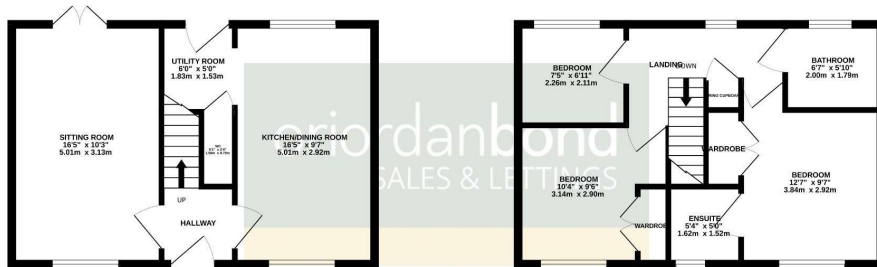 UTILITY ROOM
6'0" x 5'0"
1.83m x 1.53m
SITTING ROOM
16'5" x 10'3"
5.01m x 3.13m
KITCHEN/DINING ROOM
16'5" x 9'7"
5.01m x 2.92m
WC
UP
HALLWAY
BEDROOM
7'5" x 6'11"
2.26m x 2.11m
LANDING
DOWN
BATHROOM
6'7" x 5'10"
2.00m x 1.79m
CUPBOARD
WARDROBE
BEDROOM
12'7" x 9'7"
3.84m x 2.92m
BEDROOM
10'4" x 9'6"
3.14m x 2.90m
WARDROBE
ENSUITE
5'4" x 5'0"
1.62m x 1.52m
oriordanbond
SALES & LETTINGS